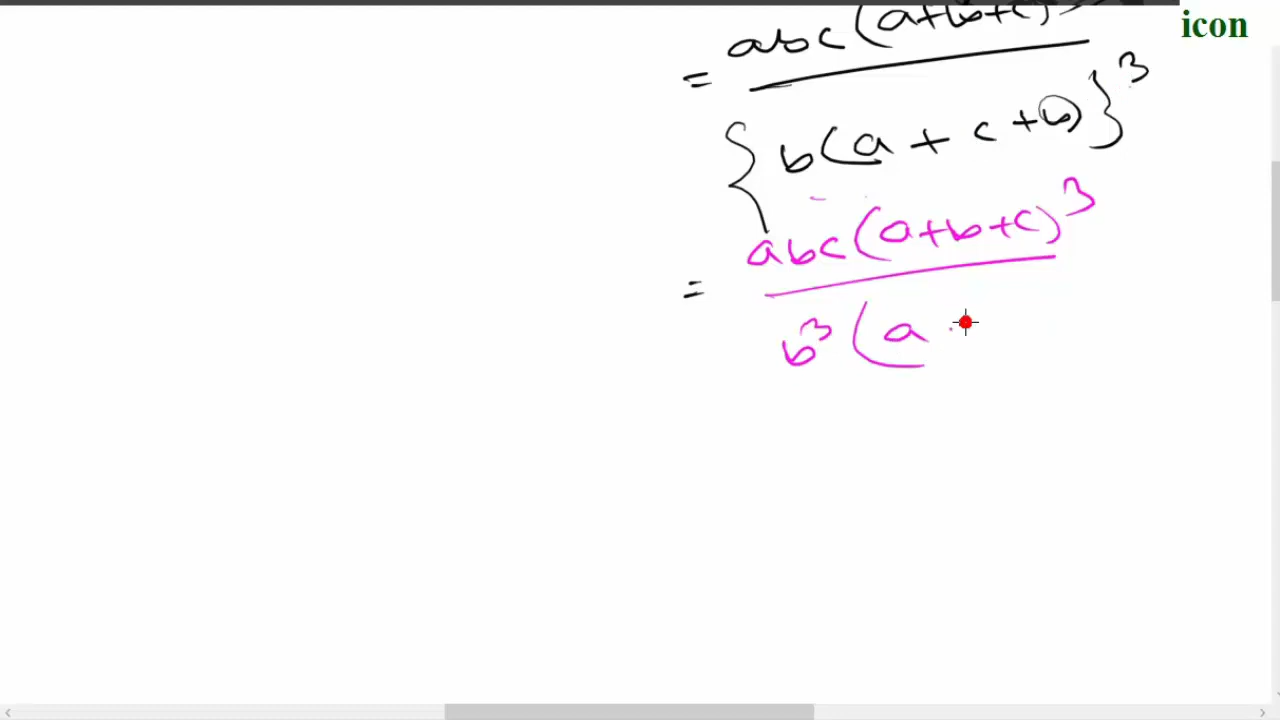 icon
abc(a+b+c)
=
{b(a + c + b)}³
abc(a+b+c)³
=
b³ (a